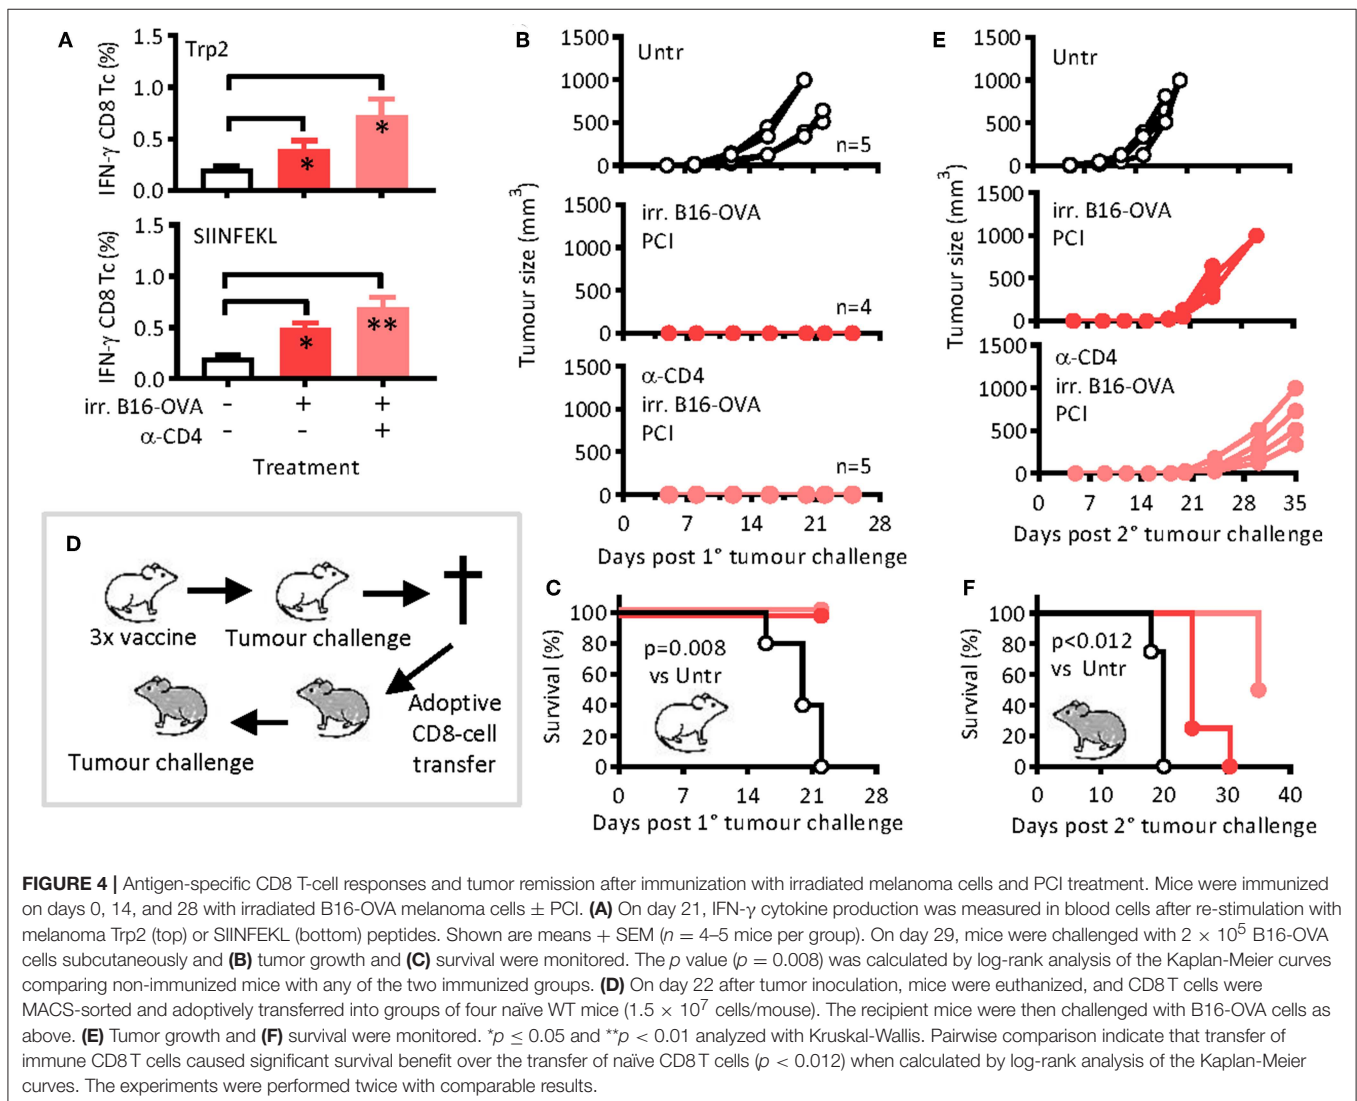 A
1.5
1.0
0.5
0.0
IFN-γ CD8 Tc (%)
Trp2
*
*
1.5
1.0
0.5
0.0
IFN-γ CD8 Tc (%)
SIINFEKL
*
**
irr. B16-OVA - + +
α-CD4 - - +
Treatment
B
1500
1000
500
0
Untr
n=5
1500
1000
500
0
irr. B16-OVA
PCI
n=4
1500
1000
500
0
α-CD4
irr. B16-OVA
PCI
n=5
Tumour size (mm³)
0 7 14 21 28
Days post 1° tumour challenge
E
1500
1000
500
0
Untr
1500
1000
500
0
irr. B16-OVA
PCI
1500
1000
500
0
α-CD4
irr. B16-OVA
PCI
Tumour size (mm³)
0 7 14 21 28 35
Days post 2° tumour challenge
D
3x vaccine
Tumour challenge
Adoptive
CD8-cell
transfer
Tumour challenge
C
100
80
60
40
20
0
Survival (%)
p=0.008
vs Untr
0 7 14 21 28
Days post 1° tumour challenge
F
100
80
60
40
20
0
Survival (%)
p<0.012
vs Untr
0 10 20 30 40
Days post 2° tumour challenge
FIGURE 4 | Antigen-specific CD8 T-cell responses and tumor remission after immunization with irradiated melanoma cells and PCI treatment. Mice were immunized
on days 0, 14, and 28 with irradiated B16-OVA melanoma cells ± PCI. (A) On day 21, IFN-γ cytokine production was measured in blood cells after re-stimulation with
melanoma Trp2 (top) or SIINFEKL (bottom) peptides. Shown are means + SEM (n = 4–5 mice per group). On day 29, mice were challenged with 2 × 10⁵ B16-OVA
cells subcutaneously and (B) tumor growth and (C) survival were monitored. The p value (p = 0.008) was calculated by log-rank analysis of the Kaplan-Meier curves
comparing non-immunized mice with any of the two immunized groups. (D) On day 22 after tumor inoculation, mice were euthanized, and CD8 T cells were
MACS-sorted and adoptively transferred into groups of four naïve WT mice (1.5 × 10⁷ cells/mouse). The recipient mice were then challenged with B16-OVA cells as
above. (E) Tumor growth and (F) survival were monitored. *p ≤ 0.05 and **p < 0.01 analyzed with Kruskal-Wallis. Pairwise comparison indicate that transfer of
immune CD8 T cells caused significant survival benefit over the transfer of naïve CD8 T cells (p < 0.012) when calculated by log-rank analysis of the Kaplan-Meier
curves. The experiments were performed twice with comparable results.